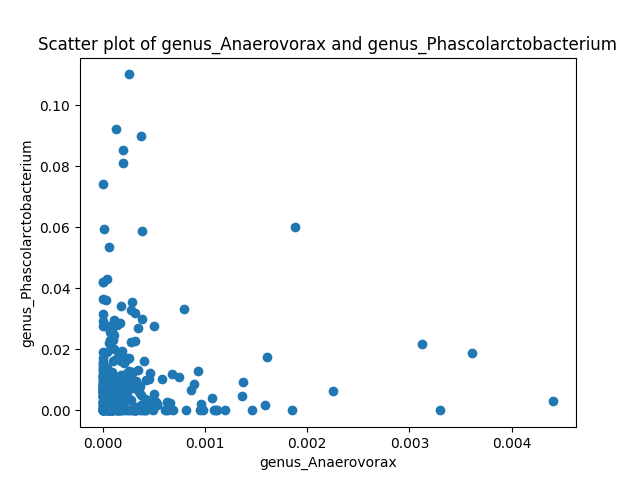 Scatter plot of genus_Anaerovorax and genus_Phascolarctobacterium
0.10
0.08
0.06
0.04
0.02
0.00
genus_Phascolarctobacterium
0.000 0.001 0.002 0.003 0.004
genus_Anaerovorax